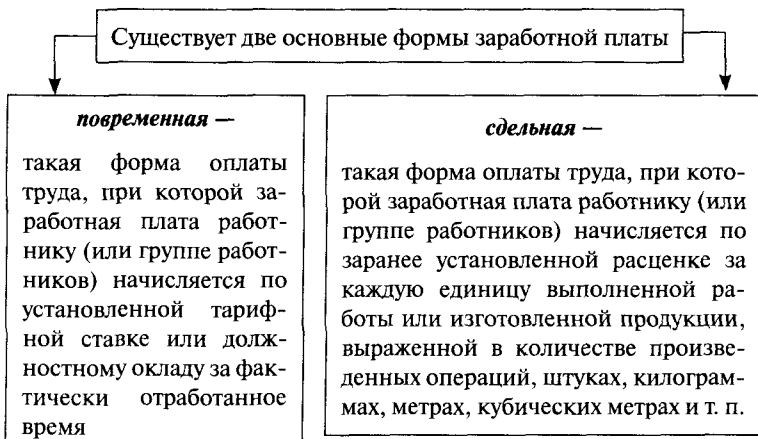 Существует две основные формы заработной платы
повременная —
такая форма оплаты
труда, при которой за-
работная плата работ-
нику (или группе работ-
ников) начисляется по
установленной тариф-
ной ставке или долж-
ностному окладу за фак-
тически отработанное
время
сдельная —
такая форма оплаты труда, при кото-
рой заработная плата работнику (или
группе работников) начисляется по
заранее установленной расценке за
каждую единицу выполненной ра-
боты или изготовленной продукции,
выраженной в количестве произве-
денных операций, штуках, килограм-
мах, метрах, кубических метрах и т. п.